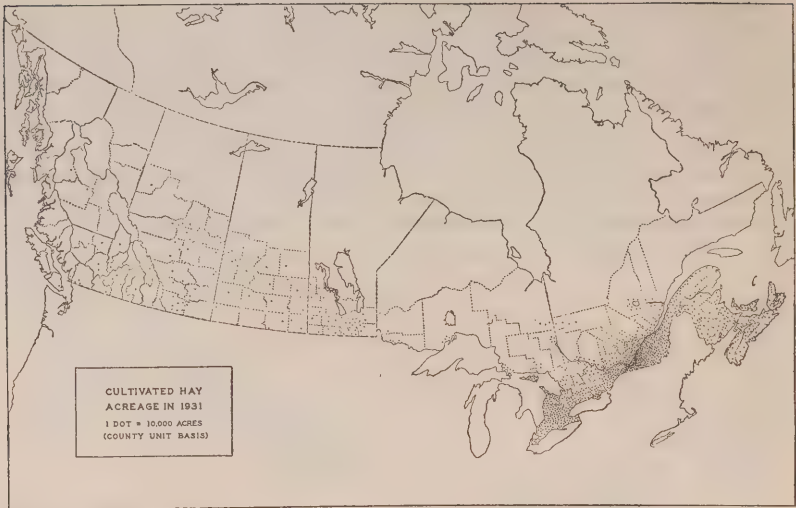 CULTIVATED HAY
ACREAGE IN 1931
1 DOT = 10,000 ACRES
(COUNTY UNIT BASIS)